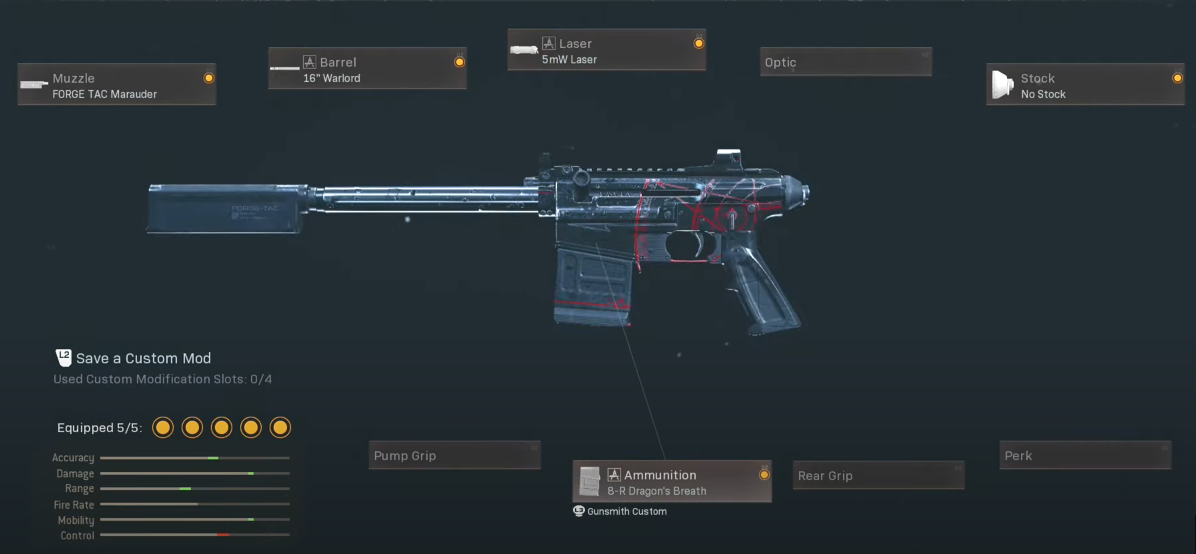 Laser
5mW Laser
Barrel
16" Warlord
Optic
Muzzle
FORGE TAC Marauder
Stock
No Stock
FORGE-TAC
L2 Save a Custom Mod
Used Custom Modification Slots: 0/4
Equipped 5/5:
Accuracy
Damage
Range
Fire Rate
Mobility
Control
Pump Grip
Ammunition
8-R Dragon's Breath
Gunsmith Custom
Rear Grip
Perk